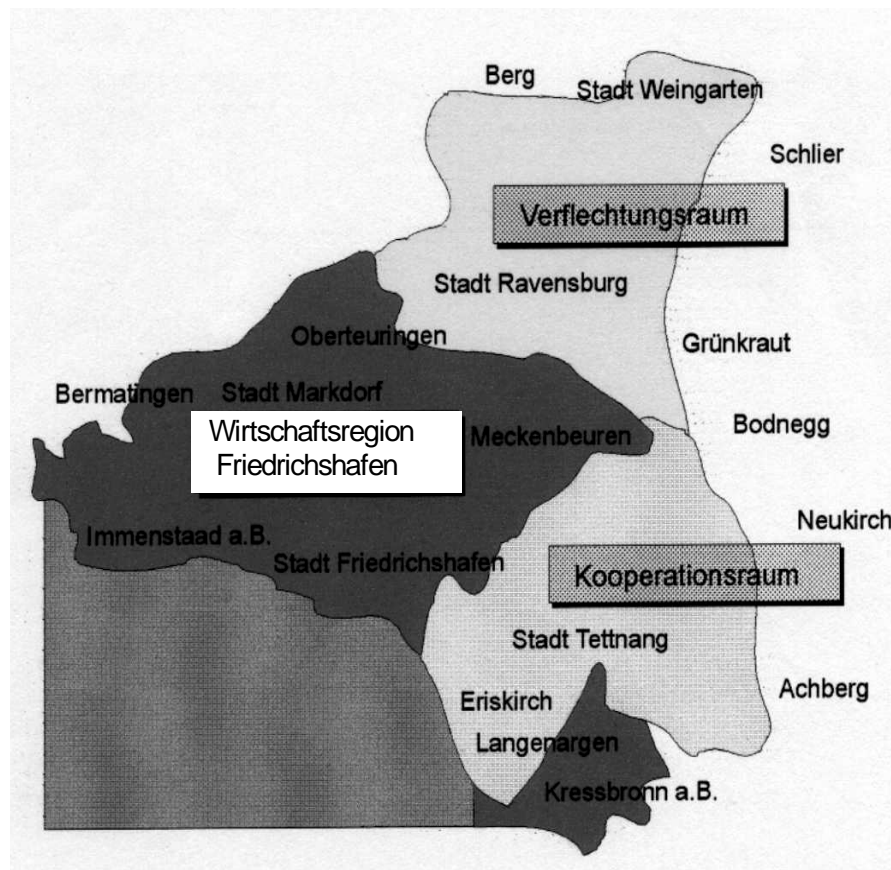 Berg
Stadt Weingarten
Schlier
Verflechtungsraum
Stadt Ravensburg
Oberteuringen
Grünkraut
Bermatingen
Stadt Markdorf
Bodnegg
Wirtschaftsregion
Friedrichshafen
Meckenbeuren
Neukirch
Immenstaad a.B.
Stadt Friedrichshafen
Kooperationsraum
Stadt Tettnang
Achberg
Eriskirch
Langenargen
Kressbronn a.B.